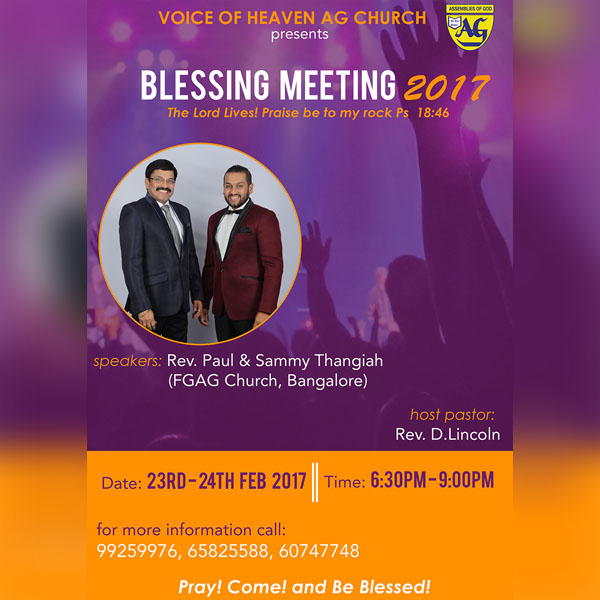 VOICE OF HEAVEN AG CHURCH
presents
ASSEMBLIES OF GOD
AG
BLESSING MEETING 2017
The Lord Lives! Praise be to my rock Ps 18:46
speakers: Rev. Paul & Sammy Thangiah
(FGAG Church, Bangalore)
host pastor:
Rev. D.Lincoln
Date: 23RD-24TH FEB 2017 Time: 6:30PM-9:00PM
for more information call:
99259976, 65825588, 60747748
Pray! Come! and Be Blessed!